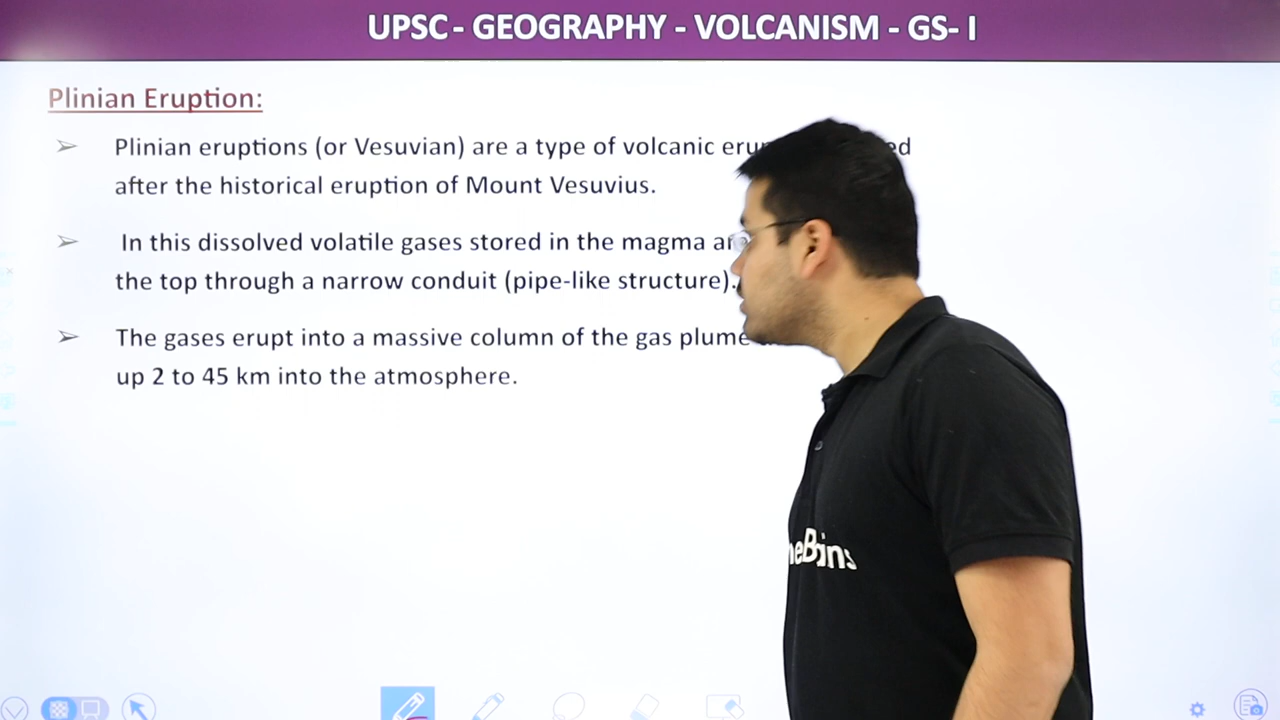 UPSC - GEOGRAPHY - VOLCANISM - GS- I
Plinian Eruption:
➢ Plinian eruptions (or Vesuvian) are a type of volcanic
after the historical eruption of Mount Vesuvius.
➢ In this dissolved volatile gases stored in the magma
the top through a narrow conduit (pipe-like structure).
➢ The gases erupt into a massive column of the gas plume
up 2 to 45 km into the atmosphere.